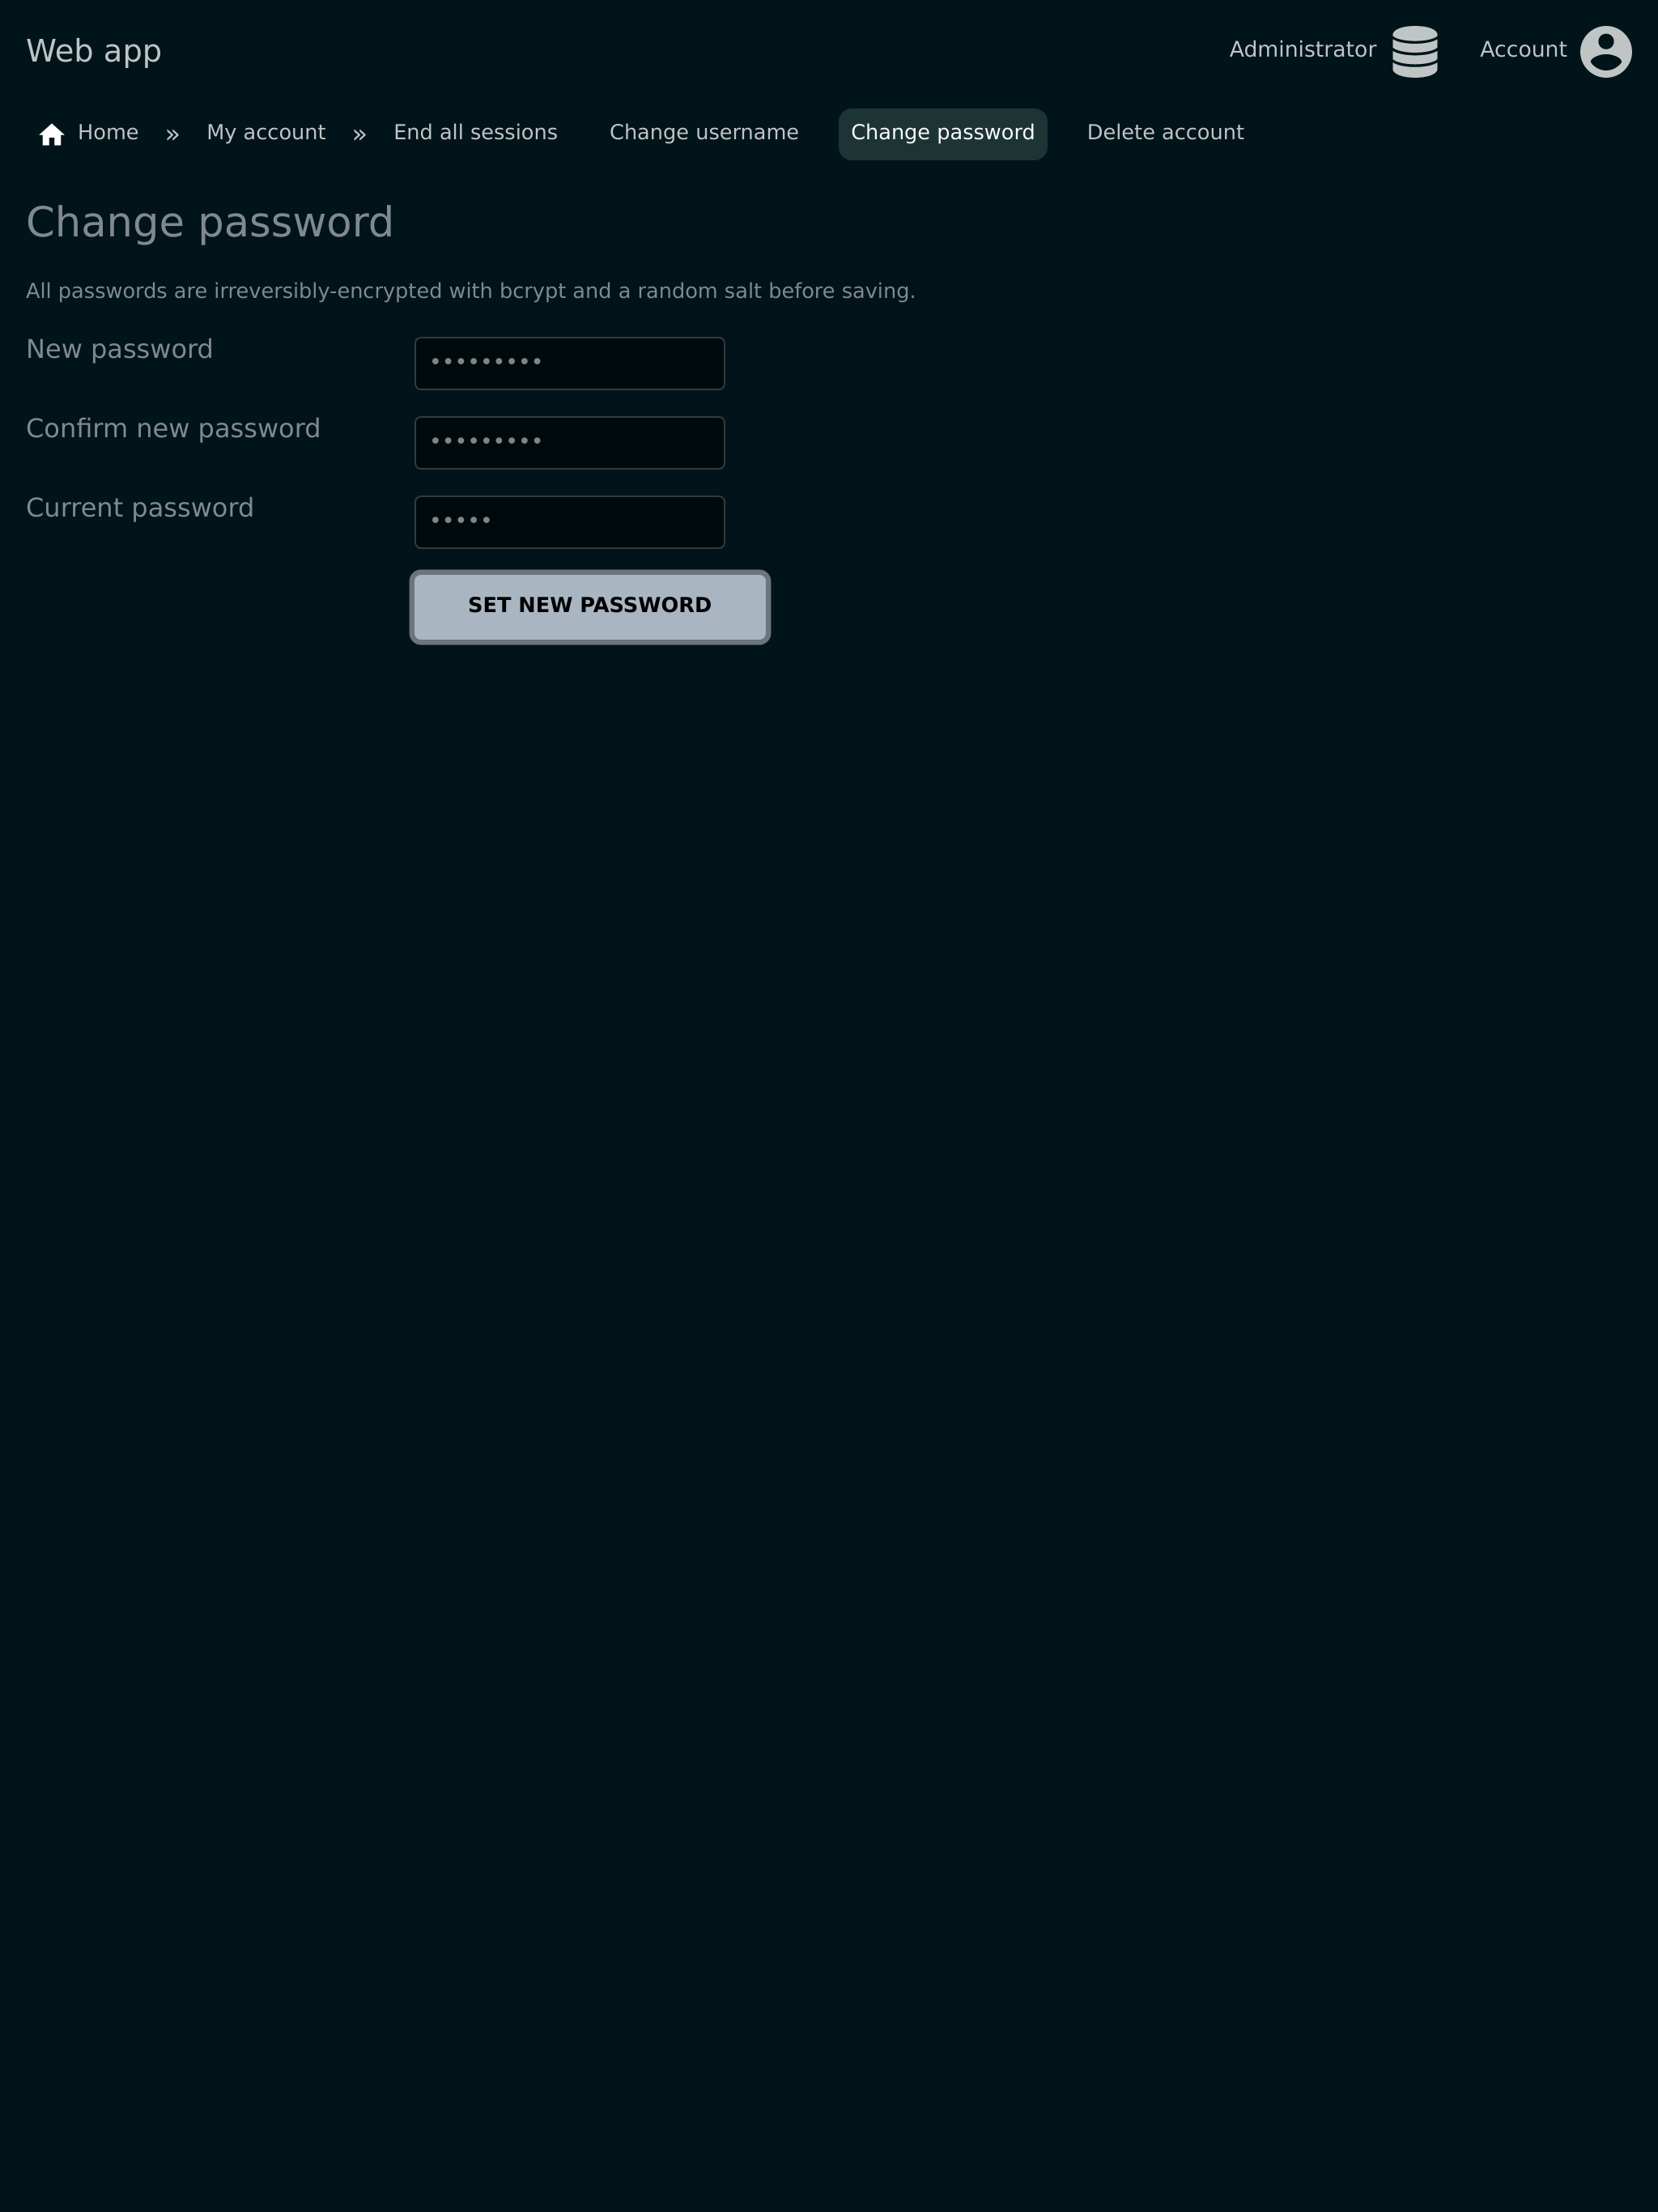 Web app Administrator Account
Home » My account » End all sessions Change username Change password Delete account
Change password
All passwords are irreversibly-encrypted with bcrypt and a random salt before saving.
New password •••••••••
Confirm new password •••••••••
Current password •••••
SET NEW PASSWORD